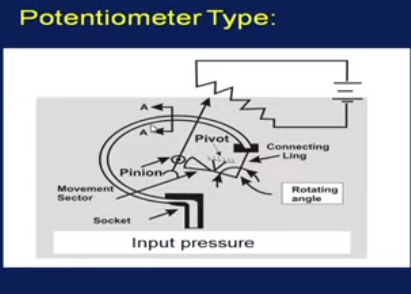 Potentiometer Type:
A
A
Pivot
Connecting
Ling
Pinion
Movement
Sector
Rotating
angle
Socket
Input pressure